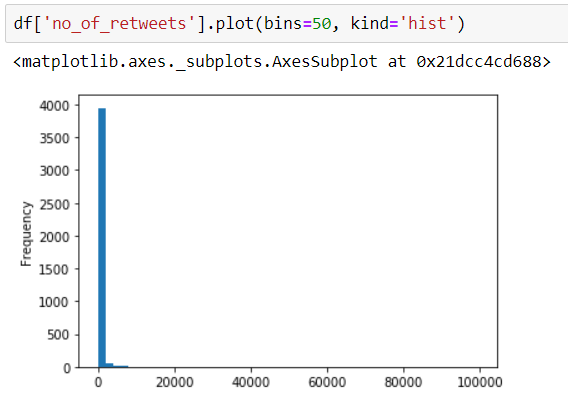 df['no_of_retweets'].plot(bins=50, kind='hist')
<matplotlib.axes._subplots.AxesSubplot at 0x21dcc4cd688>
4000
3500
3000
2500
2000
1500
1000
500
0
Frequency
0 20000 40000 60000 80000 100000